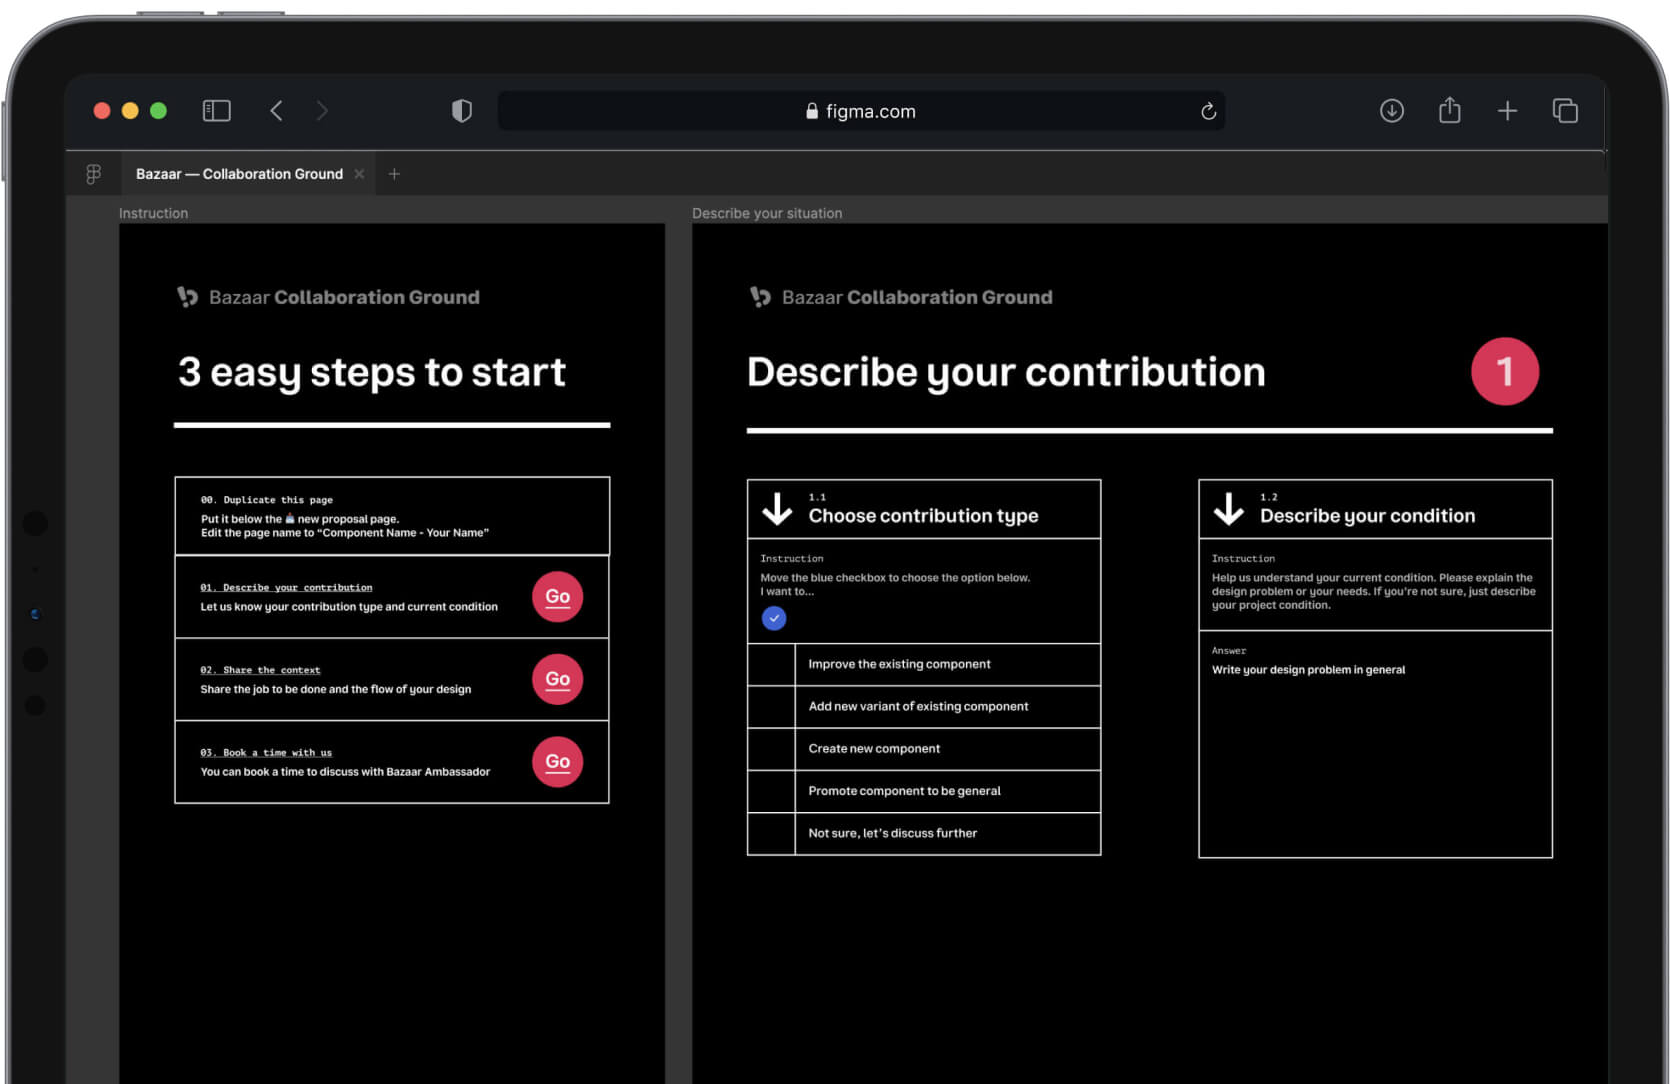 figma.com
Bazaar — Collaboration Ground
Instruction
Bazaar Collaboration Ground
3 easy steps to start
00. Duplicate this page
Put it below the 📩 new proposal page.
Edit the page name to “Component Name - Your Name”
01. Describe your contribution
Let us know your contribution type and current condition
Go
02. Share the context
Share the job to be done and the flow of your design
Go
03. Book a time with us
You can book a time to discuss with Bazaar Ambassador
Go
Describe your situation
Bazaar Collaboration Ground
Describe your contribution
1
1.1
Choose contribution type
Instruction
Move the blue checkbox to choose the option below.
I want to...
Improve the existing component
Add new variant of existing component
Create new component
Promote component to be general
Not sure, let’s discuss further
1.2
Describe your condition
Instruction
Help us understand your current condition. Please explain the
design problem or your needs. If you’re not sure, just describe
your project condition.
Answer
Write your design problem in general